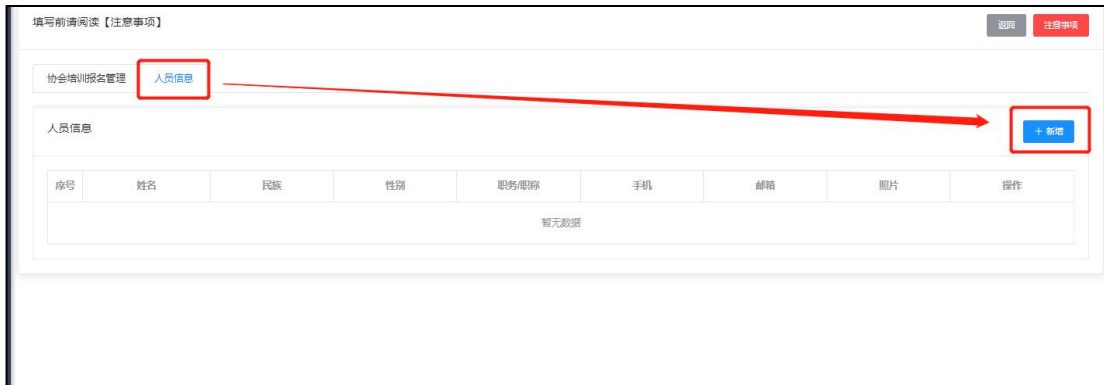 填写前请阅读【注意事项】
返回 注意事项
协会培训报名管理 人员信息
人员信息
+ 新增
序号 姓名 民族 性别 职务/职称 手机 邮箱 照片 操作
暂无数据